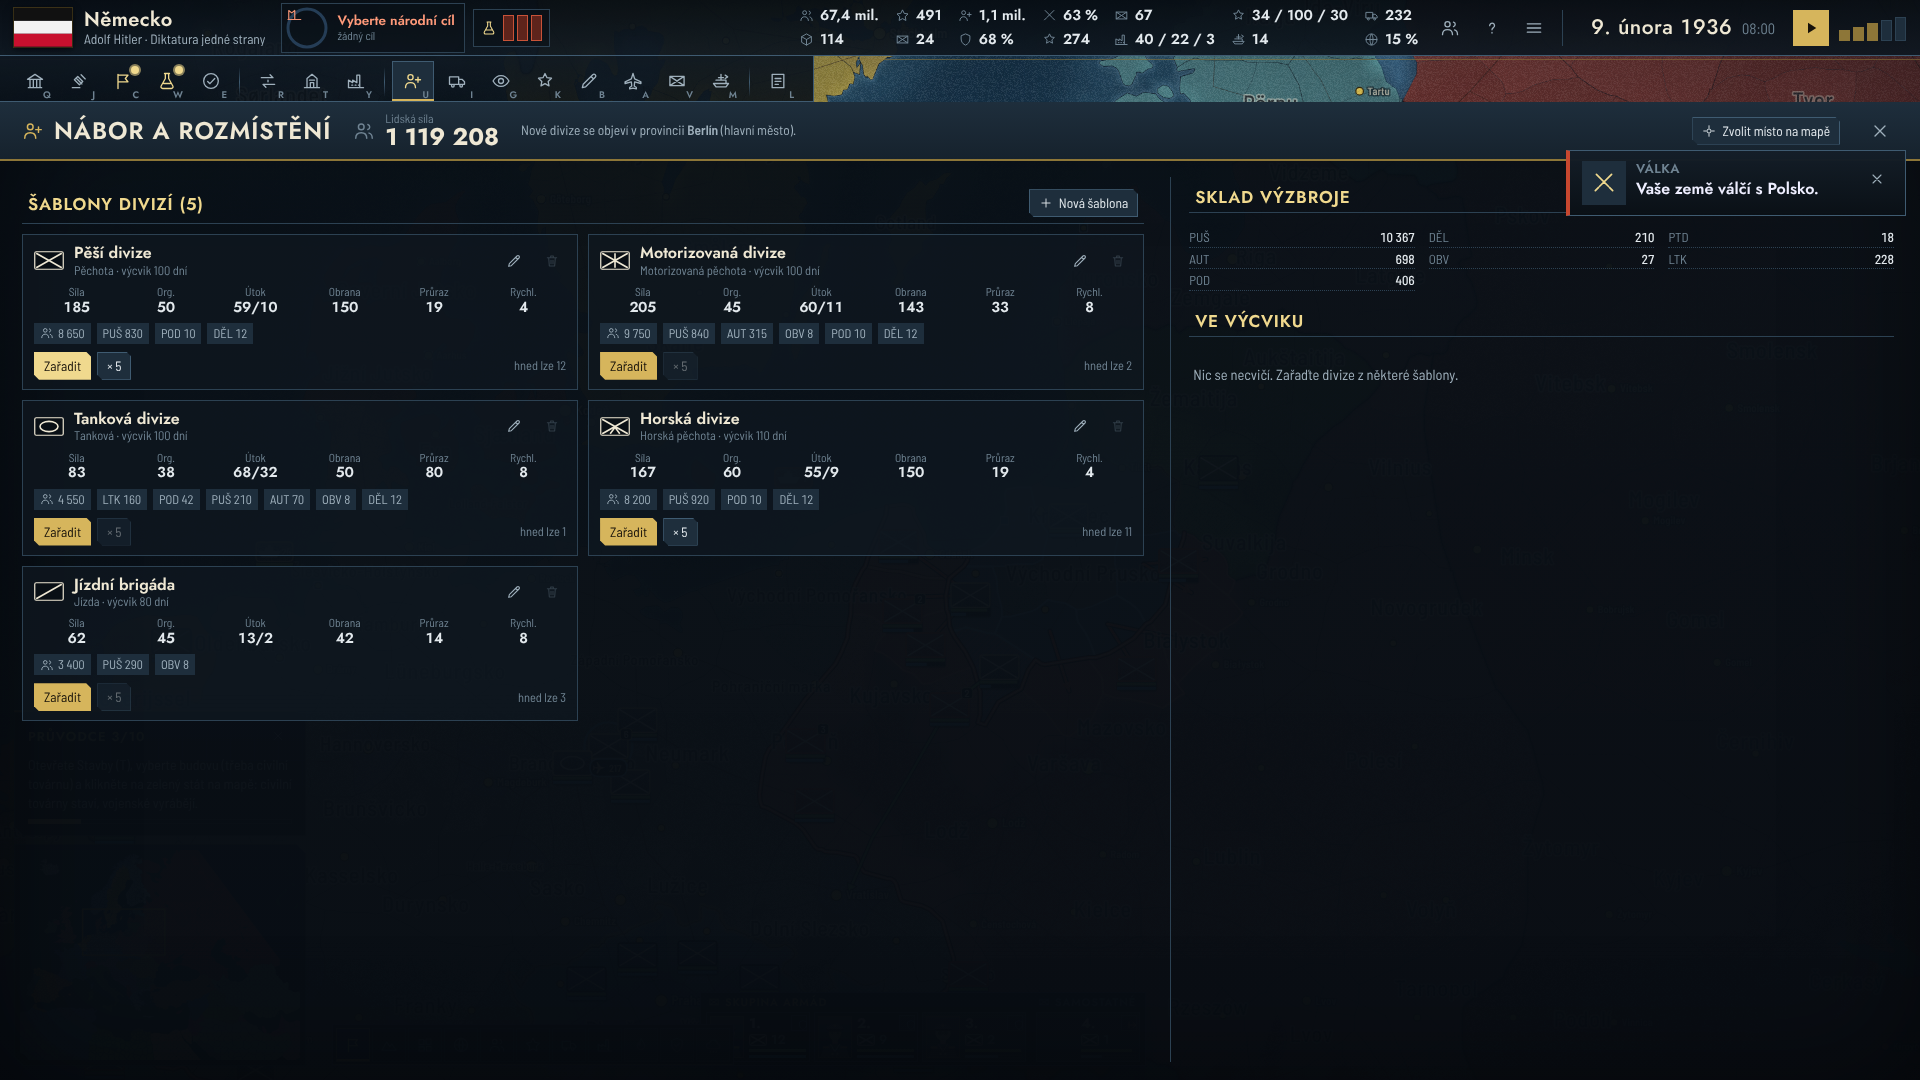 Německo
Adolf Hitler · Diktatura jedné strany
Vyberte národní cíl
žádný cíl
67,4 mil. 491 1,1 mil. 63 % 67 34 / 100 / 30 232
114 24 68 % 274 40 / 22 / 3 14 15 %
? 9. února 1936 08:00
Q J C W E R T Y U I G K B A V M L
Tartu
NÁBOR A ROZMÍSTĚNÍ
Lidská síla
1 119 208
Nové divize se objeví v provincii Berlín (hlavní město).
Zvolit místo na mapě
VÁLKA
Vaše země válčí s Polsko.
ŠABLONY DIVIZÍ (5)
Nová šablona
Pěší divize
Pěchota · výcvik 100 dní
Síla Org. Útok Obrana Průraz Rychl.
185 50 59/10 150 19 4
8 650 PUŠ 830 POD 10 DĚL 12
Zařadit × 5 hned lze 12
Motorizovaná divize
Motorizovaná pěchota · výcvik 100 dní
Síla Org. Útok Obrana Průraz Rychl.
205 45 60/11 143 33 8
9 750 PUŠ 840 AUT 315 OBV 8 POD 10 DĚL 12
Zařadit × 5 hned lze 2
Tanková divize
Tanková · výcvik 100 dní
Síla Org. Útok Obrana Průraz Rychl.
83 38 68/32 50 80 8
4 550 LTK 160 POD 42 PUŠ 210 AUT 70 OBV 8 DĚL 12
Zařadit × 5 hned lze 1
Horská divize
Horská pěchota · výcvik 110 dní
Síla Org. Útok Obrana Průraz Rychl.
167 60 55/9 150 19 4
8 200 PUŠ 920 POD 10 DĚL 12
Zařadit × 5 hned lze 11
Jízdní brigáda
Jízda · výcvik 80 dní
Síla Org. Útok Obrana Průraz Rychl.
62 45 13/2 42 14 8
3 400 PUŠ 290 OBV 8
Zařadit × 5 hned lze 3
SKLAD VÝZBROJE
PUŠ 10 367 DĚL 210 PTD 18
AUT 698 OBV 27 LTK 228
POD 406
VE VÝCVIKU
Nic se necvičí. Zařaďte divize z některé šablony.